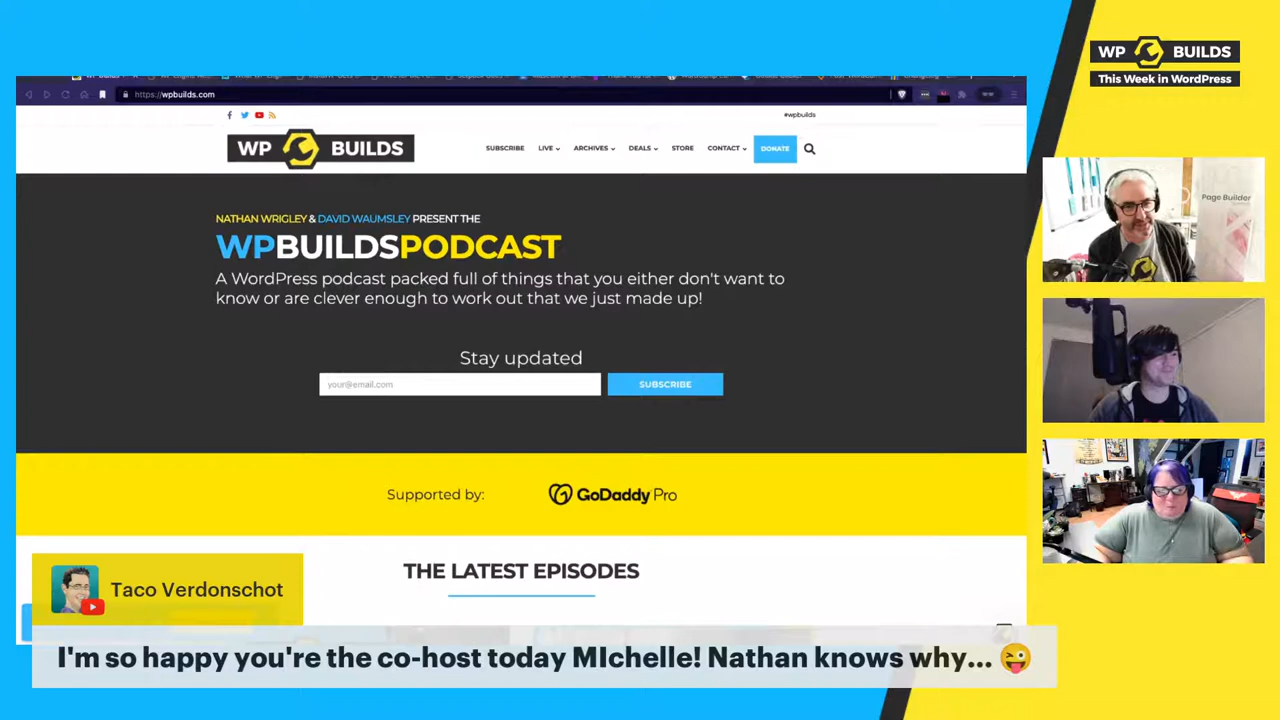 WP BUILDS
This Week in WordPress
https://wpbuilds.com
#wpbuilds
WP BUILDS
SUBSCRIBE LIVE ARCHIVES DEALS STORE CONTACT DONATE
NATHAN WRIGLEY & DAVID WAUMSLEY PRESENT THE
WPBUILDSPODCAST
A WordPress podcast packed full of things that you either don't want to
know or are clever enough to work out that we just made up!
Stay updated
your@email.com SUBSCRIBE
Supported by: GoDaddy Pro
THE LATEST EPISODES
Page Builder
Taco Verdonschot
I'm so happy you're the co-host today MIchelle! Nathan knows why... 😜